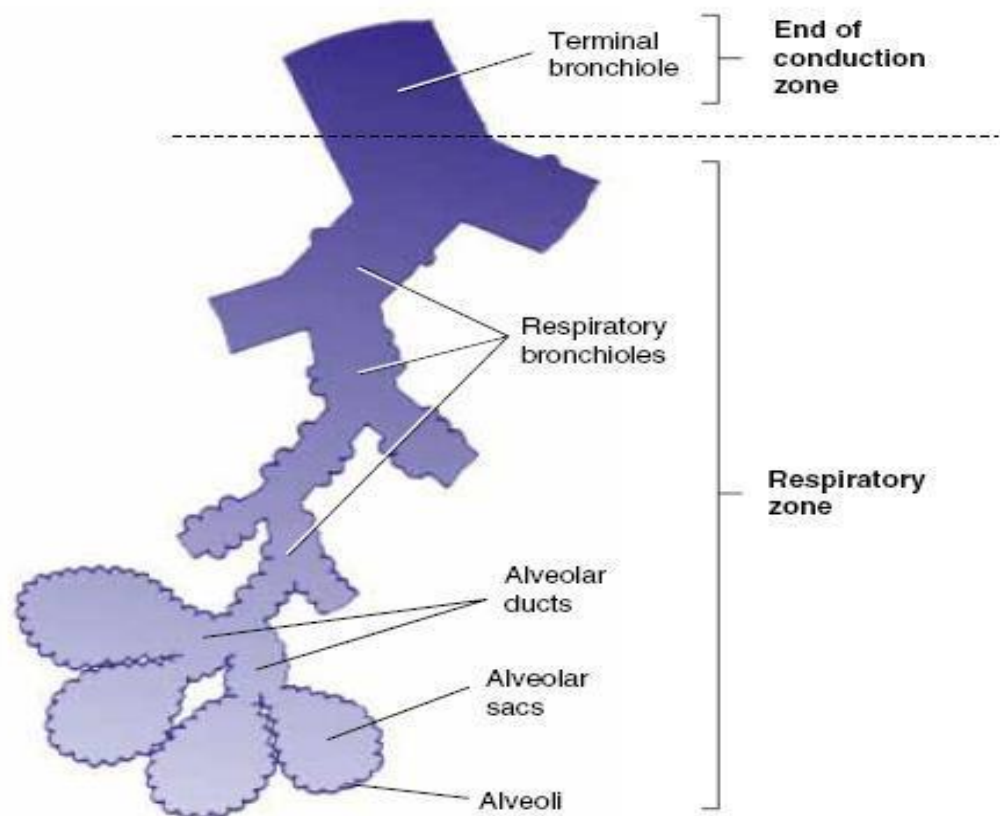 Terminal
bronchiole
End of
conduction
zone
Respiratory
bronchioles
Respiratory
zone
Alveolar
ducts
Alveolar
sacs
Alveoli